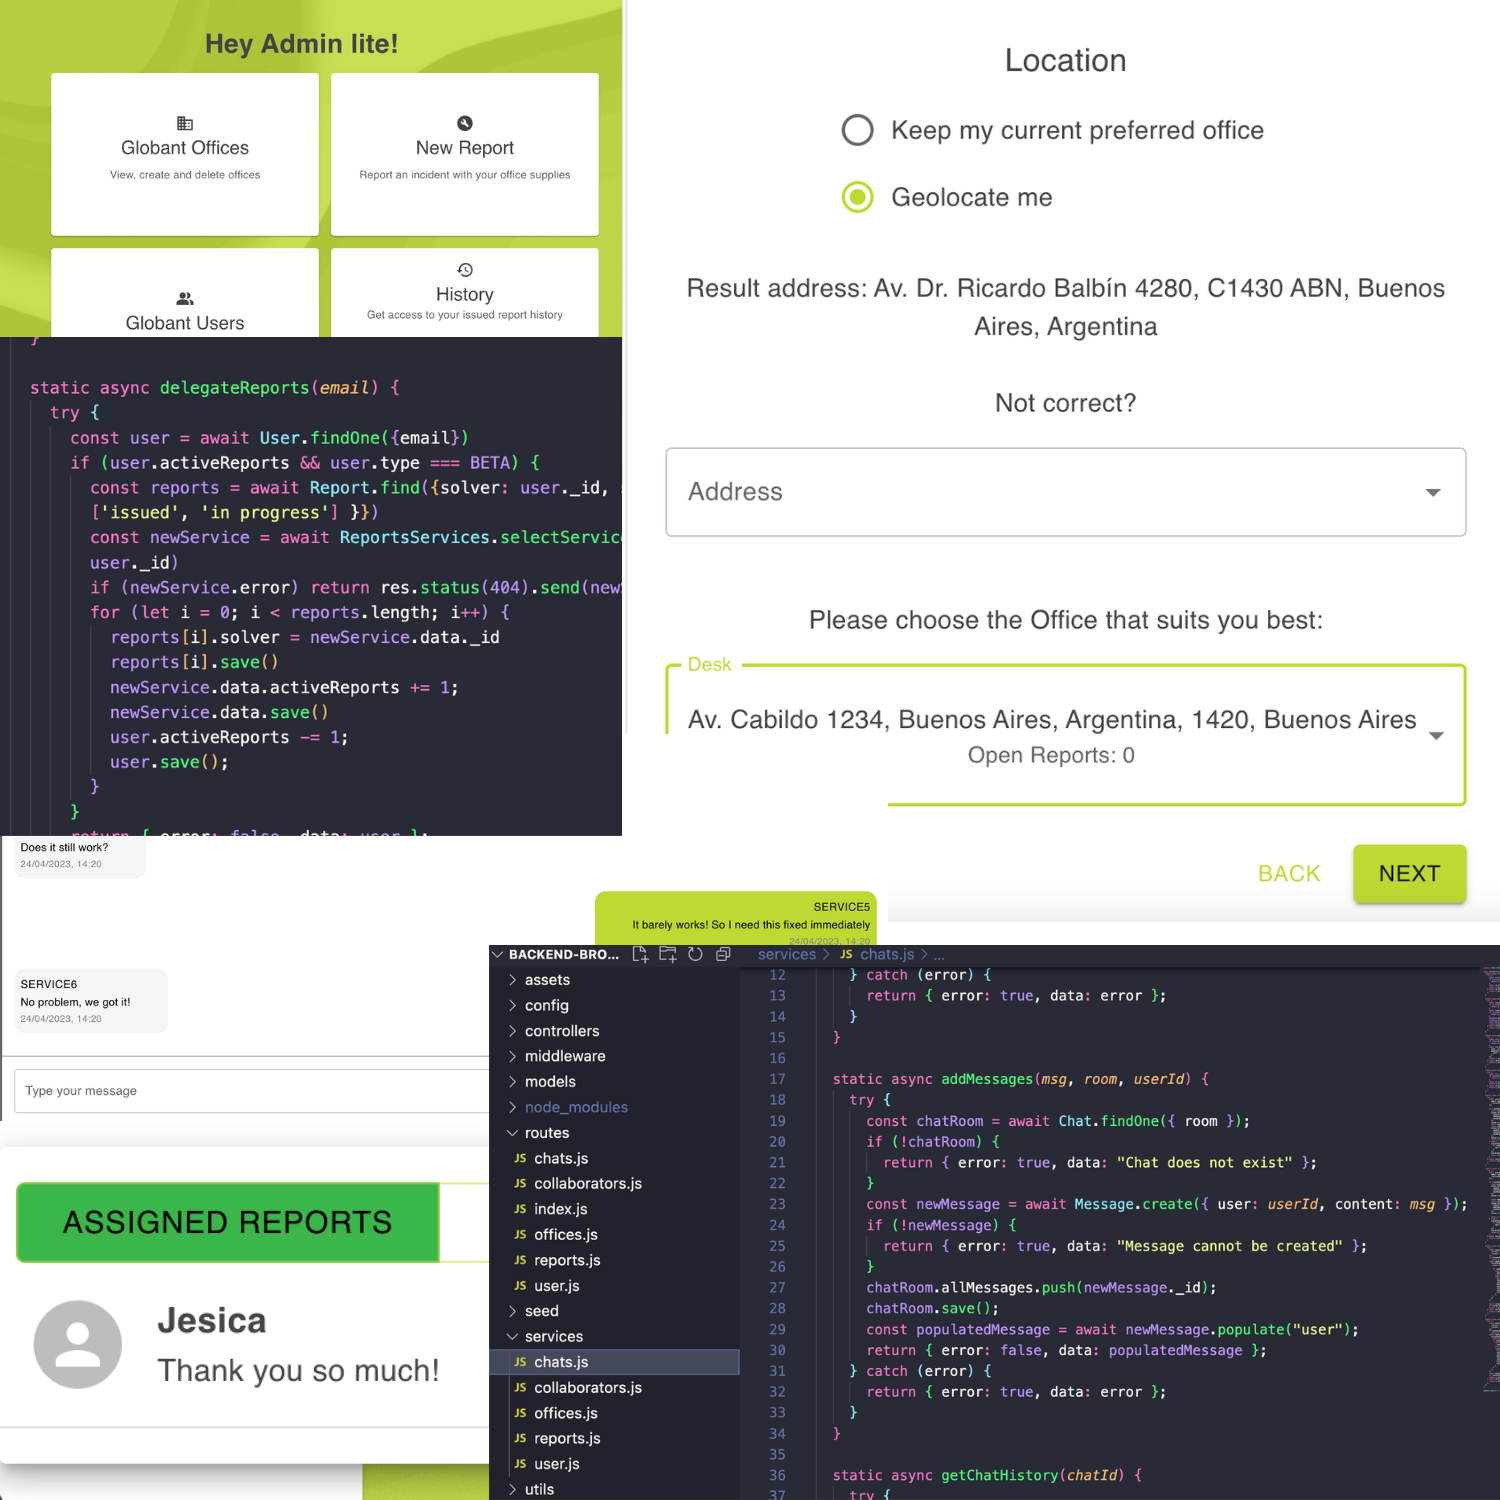 Hey Admin lite!
Globant Offices
View, create and delete offices
New Report
Report an incident with your office supplies
Globant Users
History
Get access to your issued report history
Location
Keep my current preferred office
Geolocate me
Result address: Av. Dr. Ricardo Balbín 4280, C1430 ABN, Buenos
Aires, Argentina
Not correct?
Address
Please choose the Office that suits you best:
Desk
Av. Cabildo 1234, Buenos Aires, Argentina, 1420, Buenos Aires
Open Reports: 0
BACK
NEXT
}
static async delegateReports(email) {
try {
const user = await User.findOne({email})
if (user.activeReports && user.type === BETA) {
const reports = await Report.find({solver: user._id,
['issued', 'in progress'] }})
const newService = await ReportsServices.selectServic
user._id)
if (newService.error) return res.status(404).send(new
for (let i = 0; i < reports.length; i++) {
reports[i].solver = newService.data._id
reports[i].save()
newService.data.activeReports += 1;
newService.data.save()
user.activeReports -= 1;
user.save();
}
}
return { error: false, data: user };
Does it still work?
24/04/2023, 14:20
SERVICE5
It barely works! So I need this fixed immediately
24/04/2023, 14:20
SERVICE6
No problem, we got it!
24/04/2023, 14:20
Type your message
ASSIGNED REPORTS
Jesica
Thank you so much!
BACKEND-BRO...
assets
config
controllers
middleware
models
node_modules
routes
JS chats.js
JS collaborators.js
JS index.js
JS offices.js
JS reports.js
JS user.js
seed
services
JS chats.js
JS collaborators.js
JS offices.js
JS reports.js
JS user.js
utils
services > JS chats.js > ...
12 } catch (error) {
13 return { error: true, data: error };
14 }
15 }
16
17 static async addMessages(msg, room, userId) {
18 try {
19 const chatRoom = await Chat.findOne({ room });
20 if (!chatRoom) {
21 return { error: true, data: "Chat does not exist" };
22 }
23 const newMessage = await Message.create({ user: userId, content: msg });
24 if (!newMessage) {
25 return { error: true, data: "Message cannot be created" };
26 }
27 chatRoom.allMessages.push(newMessage._id);
28 chatRoom.save();
29 const populatedMessage = await newMessage.populate("user");
30 return { error: false, data: populatedMessage };
31 } catch (error) {
32 return { error: true, data: error };
33 }
34 }
35
36 static async getChatHistory(chatId) {
37 try {